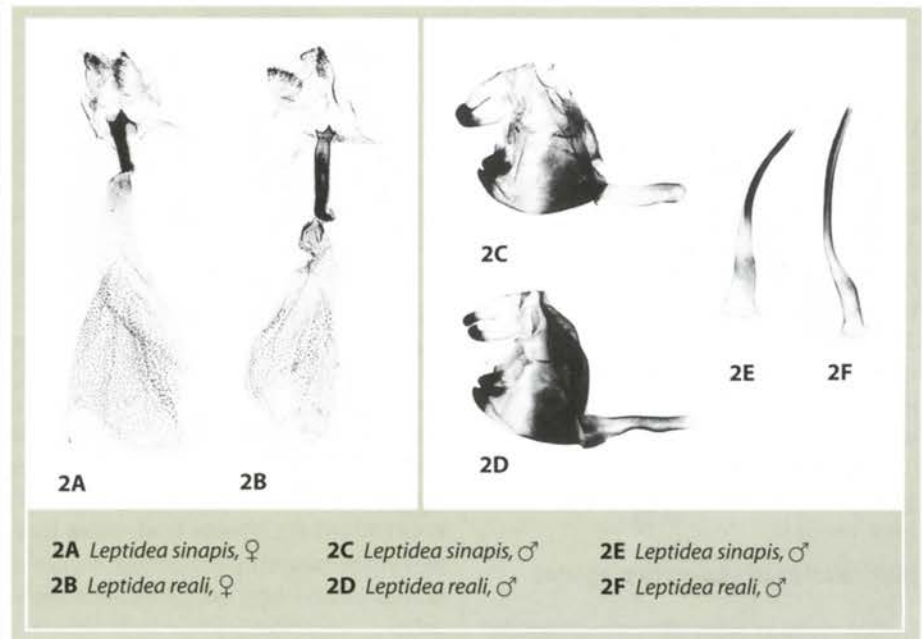 2A
2B
2C
2D
2E
2F
2A Leptidea sinapis, ♀
2B Leptidea reali, ♀
2C Leptidea sinapis, ♂
2D Leptidea reali, ♂
2E Leptidea sinapis, ♂
2F Leptidea reali, ♂